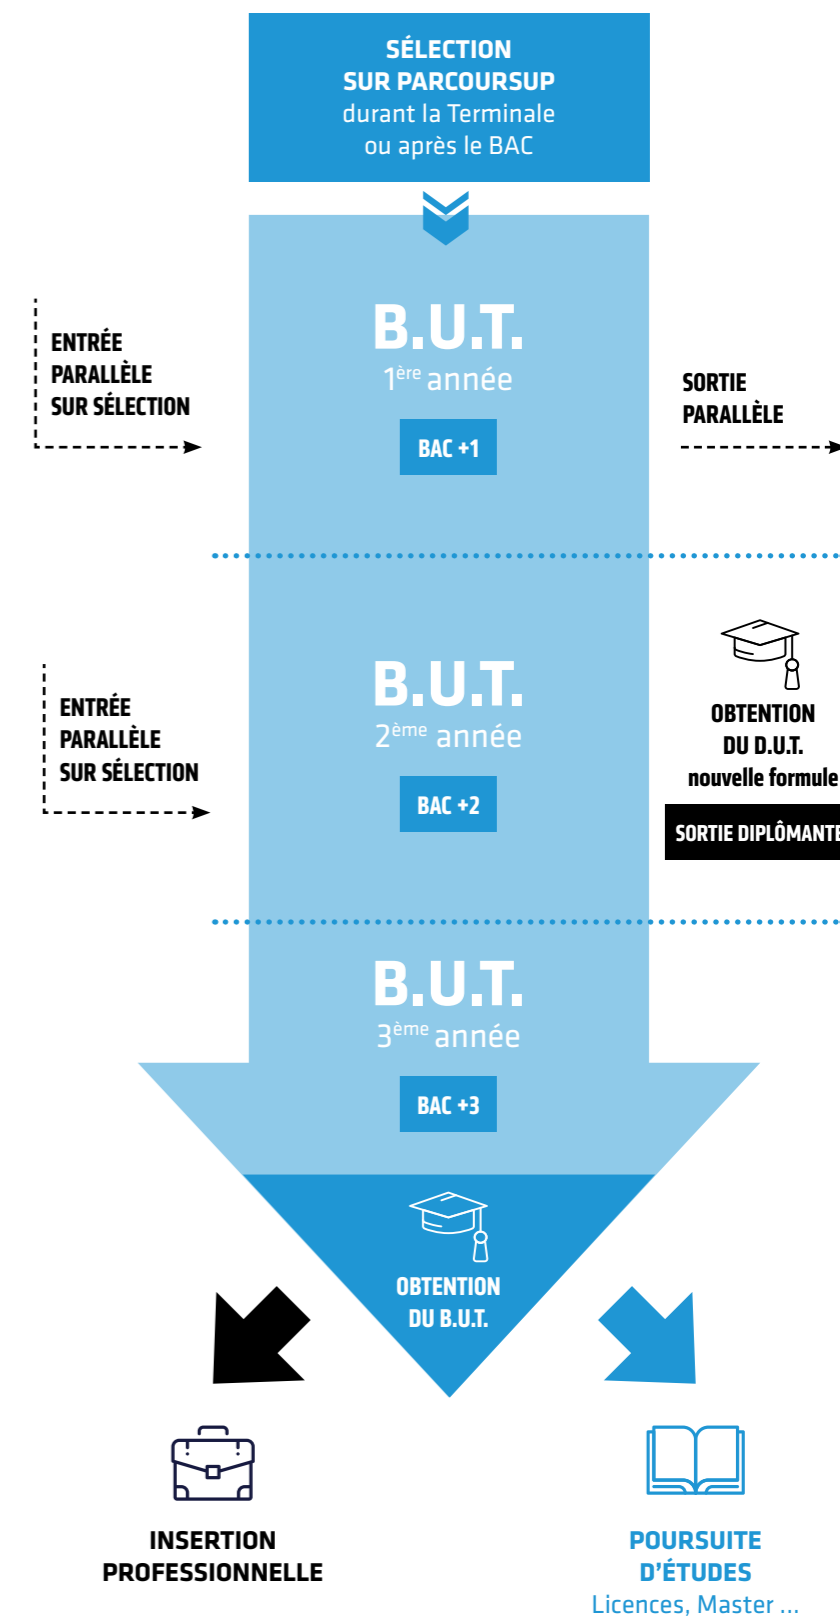 SÉLECTION
SUR PARCOURSUP
durant la Terminale
ou après le BAC
B.U.T.
1ère année
BAC +1
ENTRÉE
PARALLÈLE
SUR SÉLECTION
SORTIE
PARALLÈLE
B.U.T.
2ème année
BAC +2
ENTRÉE
PARALLÈLE
SUR SÉLECTION
OBTENTION
DU D.U.T.
nouvelle formule
SORTIE DIPLÔMANTE
B.U.T.
3ème année
BAC +3
OBTENTION
DU B.U.T.
INSERTION
PROFESSIONNELLE
POURSUITE
D'ÉTUDES
Licences, Master ...